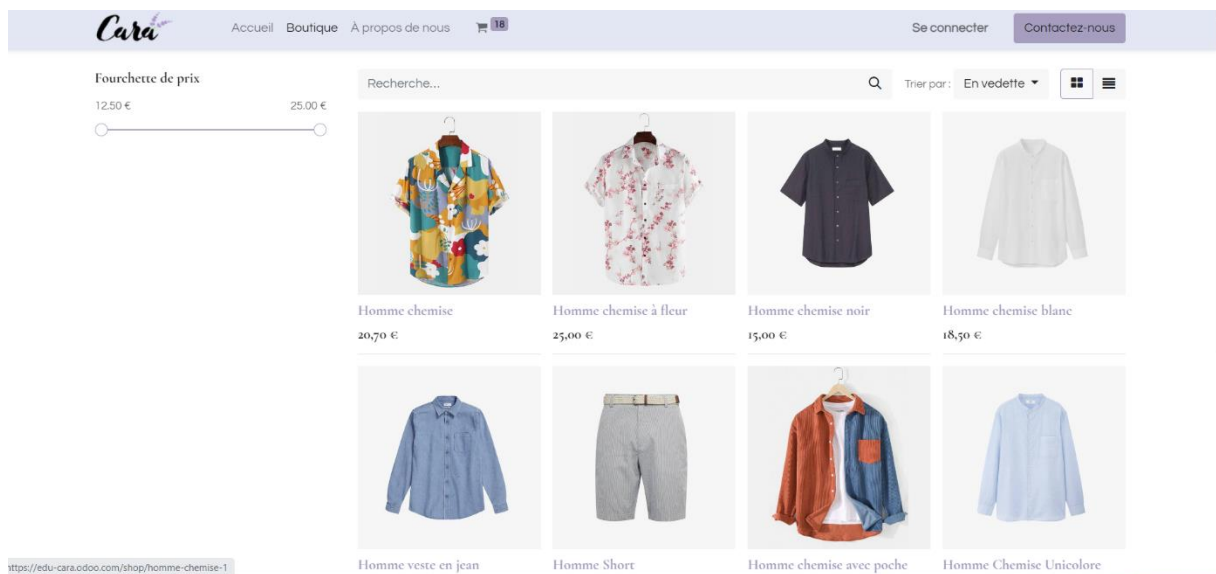 Cara Accueil Boutique À propos de nous 18 Se connecter Contactez-nous
Fourchette de prix
12.50 € 25.00 €
Recherche... Trier par : En vedette
Homme chemise Homme chemise à fleur Homme chemise noir Homme chemise blanc
20,70 € 25,00 € 15,00 € 18,50 €
Homme veste en jean Homme Short Homme chemise avec poche Homme Chemise Unicolore
https://edu-cara.odoo.com/shop/homme-chemise-1